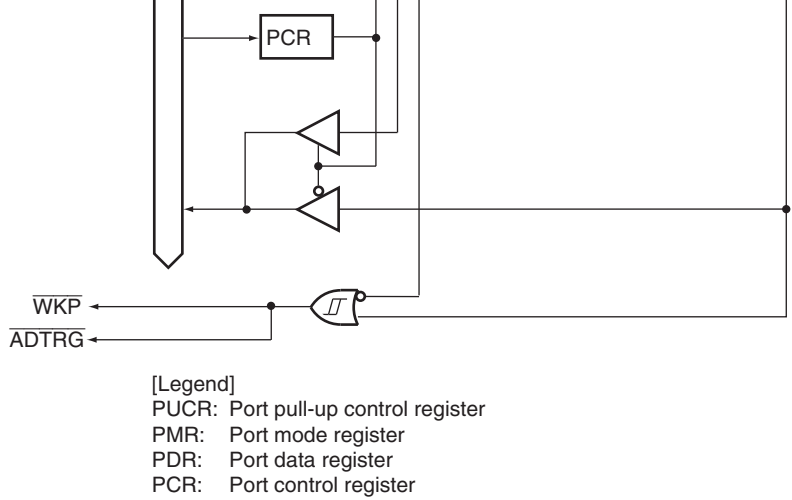 PCR
WKP
ADTRG
[Legend]
PUCR: Port pull-up control register
PMR: Port mode register
PDR: Port data register
PCR: Port control register